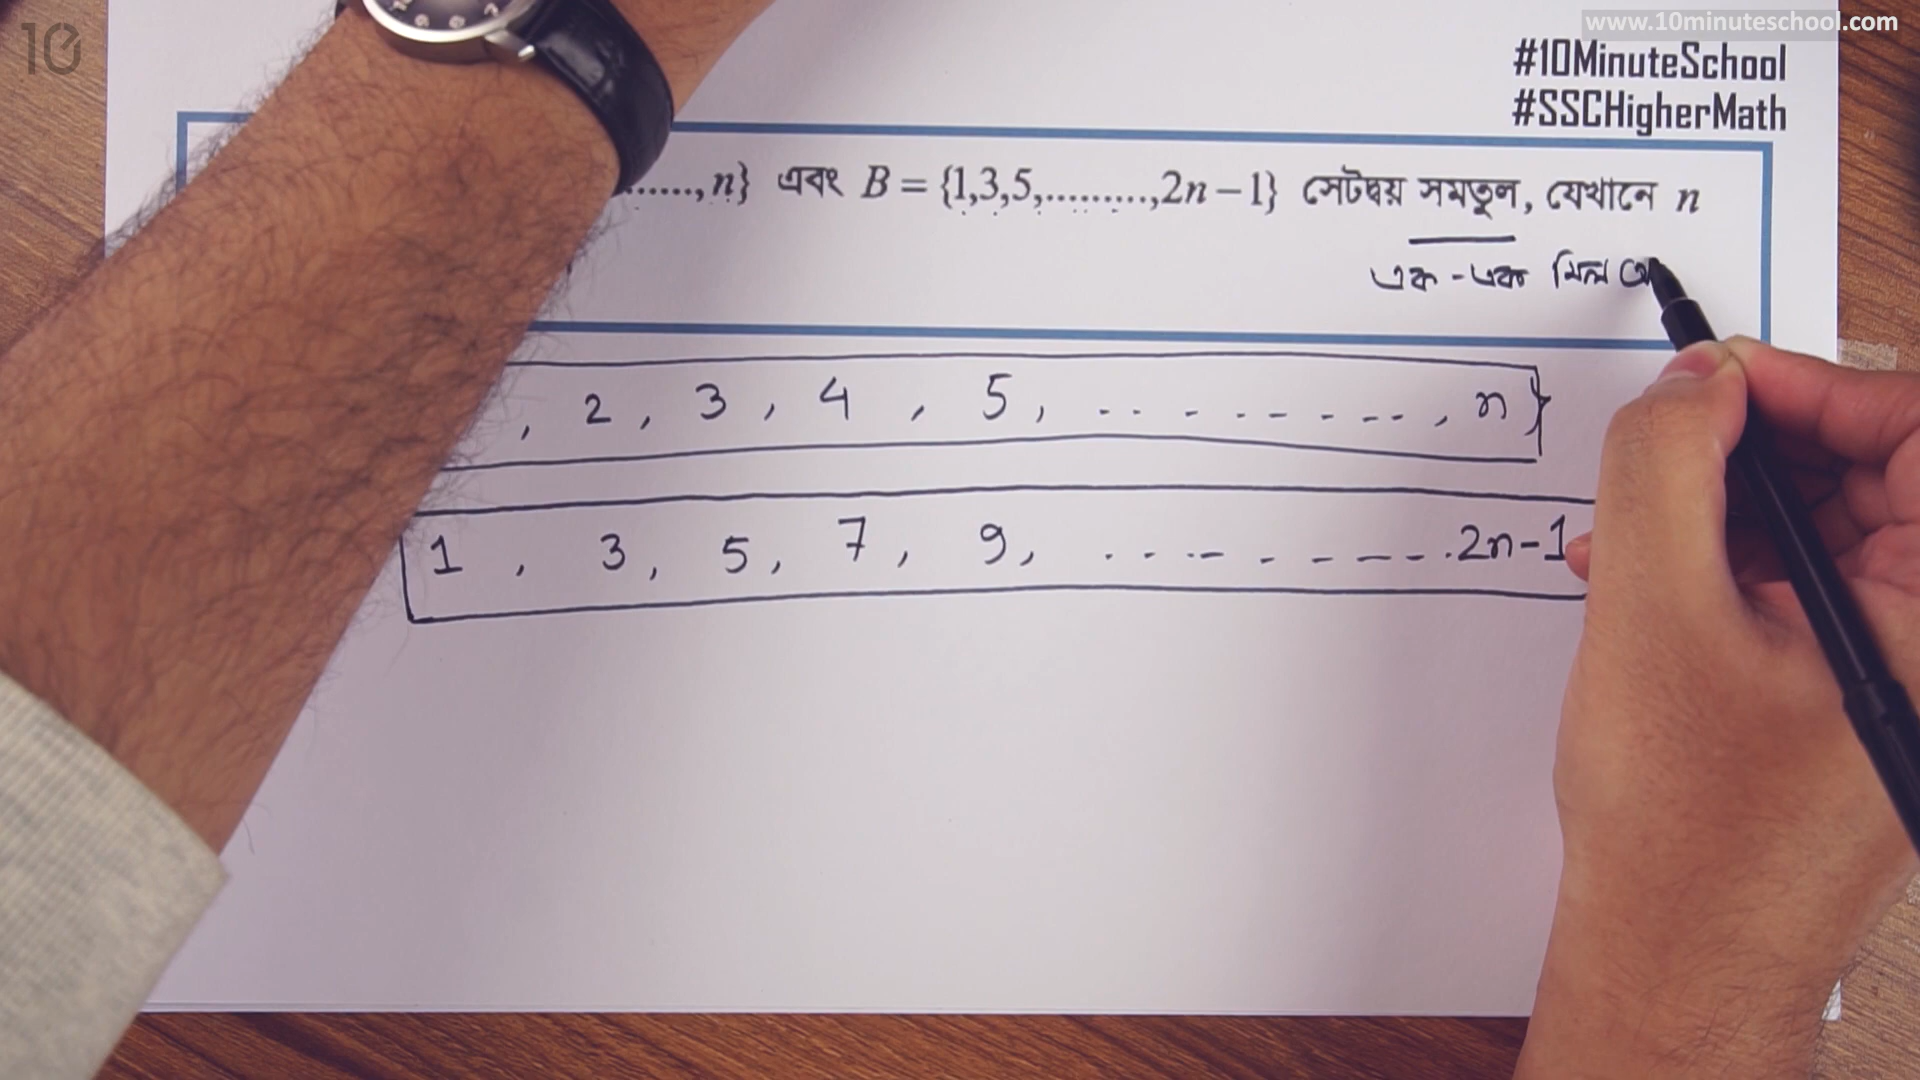 10
www.10minuteschool.com
#10MinuteSchool
#SSCHigherMath
......, n} এবং B = {1,3,5,.........,2n – 1} সেটদ্বয় সমতুল, যেখানে n
এক - এক মিল
, 2 , 3 , 4 , 5 , . . . - - - - - - , n }
1 , 3 , 5 , 7 , 9 , . . . - - - - - - . 2n - 1